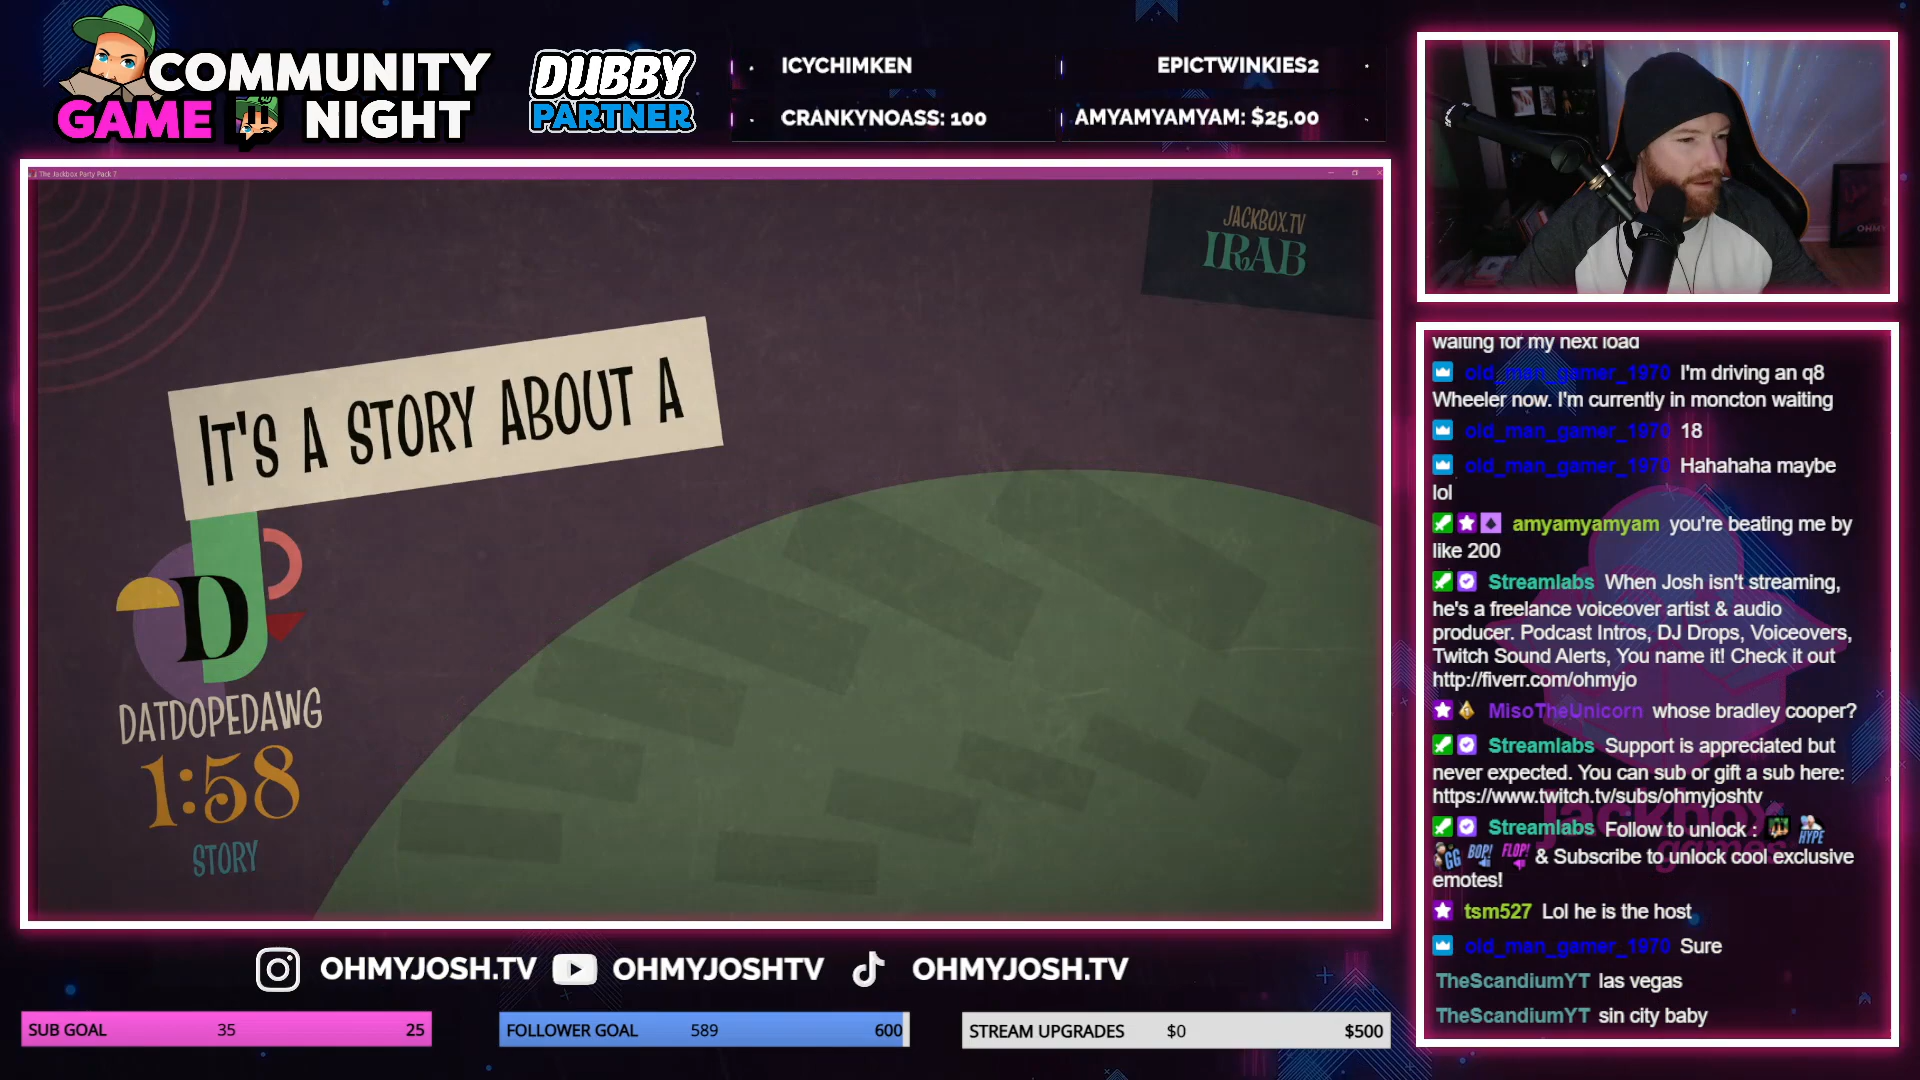 COMMUNITY
GAME NIGHT
DUBBY
PARTNER
ICYCHIMKEN
EPICTWINKIES2
CRANKYNOASS: 100
AMYAMYAMYAM: $25.00
The Jackbox Party Pack 7
JACKBOX.TV
IRAB
IT'S A STORY ABOUT A
D
DATDOPEDAWG
1:58
STORY
waiting for my next load
old_man_gamer_1970 I'm driving an q8
Wheeler now. I'm currently in moncton waiting
old_man_gamer_1970 18
old_man_gamer_1970 Hahahaha maybe
lol
amyamyamyam you're beating me by
like 200
Streamlabs When Josh isn't streaming,
he's a freelance voiceover artist & audio
producer. Podcast Intros, DJ Drops, Voiceovers,
Twitch Sound Alerts, You name it! Check it out
http://fiverr.com/ohmyjo
MisoTheUnicorn whose bradley cooper?
Streamlabs Support is appreciated but
never expected. You can sub or gift a sub here:
https://www.twitch.tv/subs/ohmyjoshtv
Streamlabs Follow to unlock : HYPE
GG BOP! FLOP! & Subscribe to unlock cool exclusive
emotes!
tsm527 Lol he is the host
old_man_gamer_1970 Sure
TheScandiumYT las vegas
TheScandiumYT sin city baby
jackbox
gamer
OHMYJOSH.TV
OHMYJOSHTV
OHMYJOSH.TV
SUB GOAL 35 25
FOLLOWER GOAL 589 600
STREAM UPGRADES $0 $500